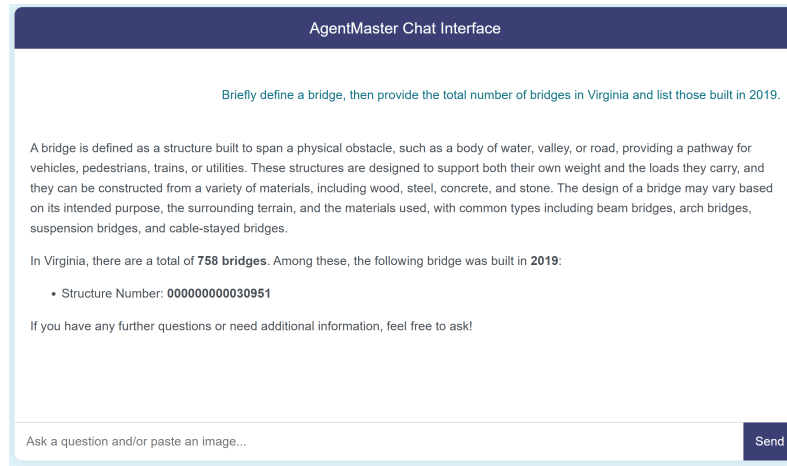 AgentMaster Chat Interface
Briefly define a bridge, then provide the total number of bridges in Virginia and list those built in 2019.
A bridge is defined as a structure built to span a physical obstacle, such as a body of water, valley, or road, providing a pathway for
vehicles, pedestrians, trains, or utilities. These structures are designed to support both their own weight and the loads they carry, and
they can be constructed from a variety of materials, including wood, steel, concrete, and stone. The design of a bridge may vary based
on its intended purpose, the surrounding terrain, and the materials used, with common types including beam bridges, arch bridges,
suspension bridges, and cable-stayed bridges.
In Virginia, there are a total of 758 bridges. Among these, the following bridge was built in 2019:
• Structure Number: 000000000030951
If you have any further questions or need additional information, feel free to ask!
Ask a question and/or paste an image...
Send